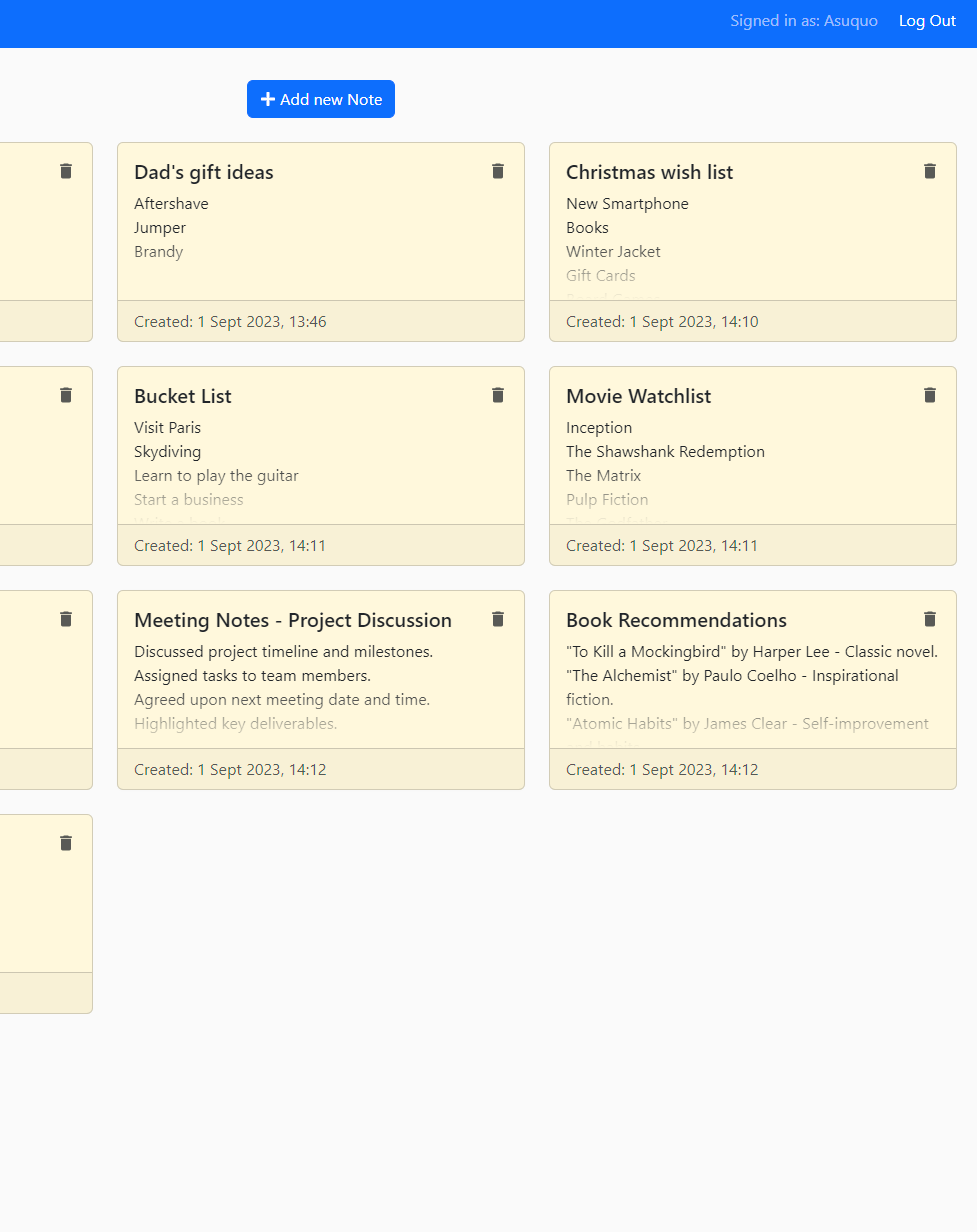 Signed in as: Asuquo Log Out
Add new Note
Dad's gift ideas
Aftershave
Jumper
Brandy
Created: 1 Sept 2023, 13:46
Christmas wish list
New Smartphone
Books
Winter Jacket
Gift Cards
Created: 1 Sept 2023, 14:10
Bucket List
Visit Paris
Skydiving
Learn to play the guitar
Start a business
Created: 1 Sept 2023, 14:11
Movie Watchlist
Inception
The Shawshank Redemption
The Matrix
Pulp Fiction
Created: 1 Sept 2023, 14:11
Meeting Notes - Project Discussion
Discussed project timeline and milestones.
Assigned tasks to team members.
Agreed upon next meeting date and time.
Highlighted key deliverables.
Created: 1 Sept 2023, 14:12
Book Recommendations
"To Kill a Mockingbird" by Harper Lee - Classic novel.
"The Alchemist" by Paulo Coelho - Inspirational
fiction.
"Atomic Habits" by James Clear - Self-improvement
Created: 1 Sept 2023, 14:12